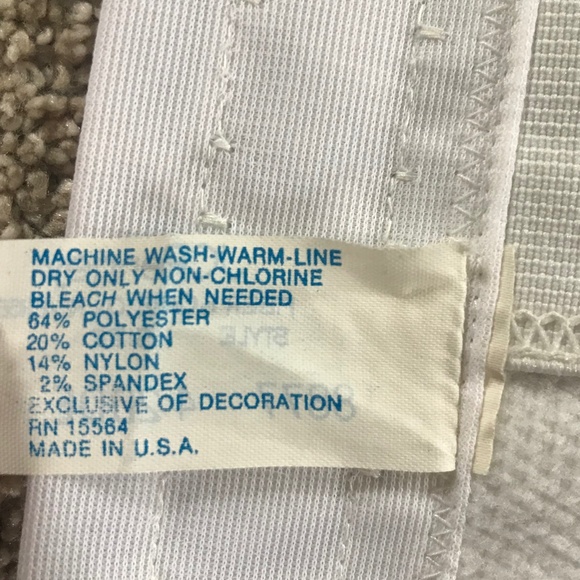 MACHINE WASH-WARM-LINE
DRY ONLY NON-CHLORINE
BLEACH WHEN NEEDED
64% POLYESTER
20% COTTON
14% NYLON
2% SPANDEX
EXCLUSIVE OF DECORATION
RN 15564
MADE IN U.S.A.
STYLE